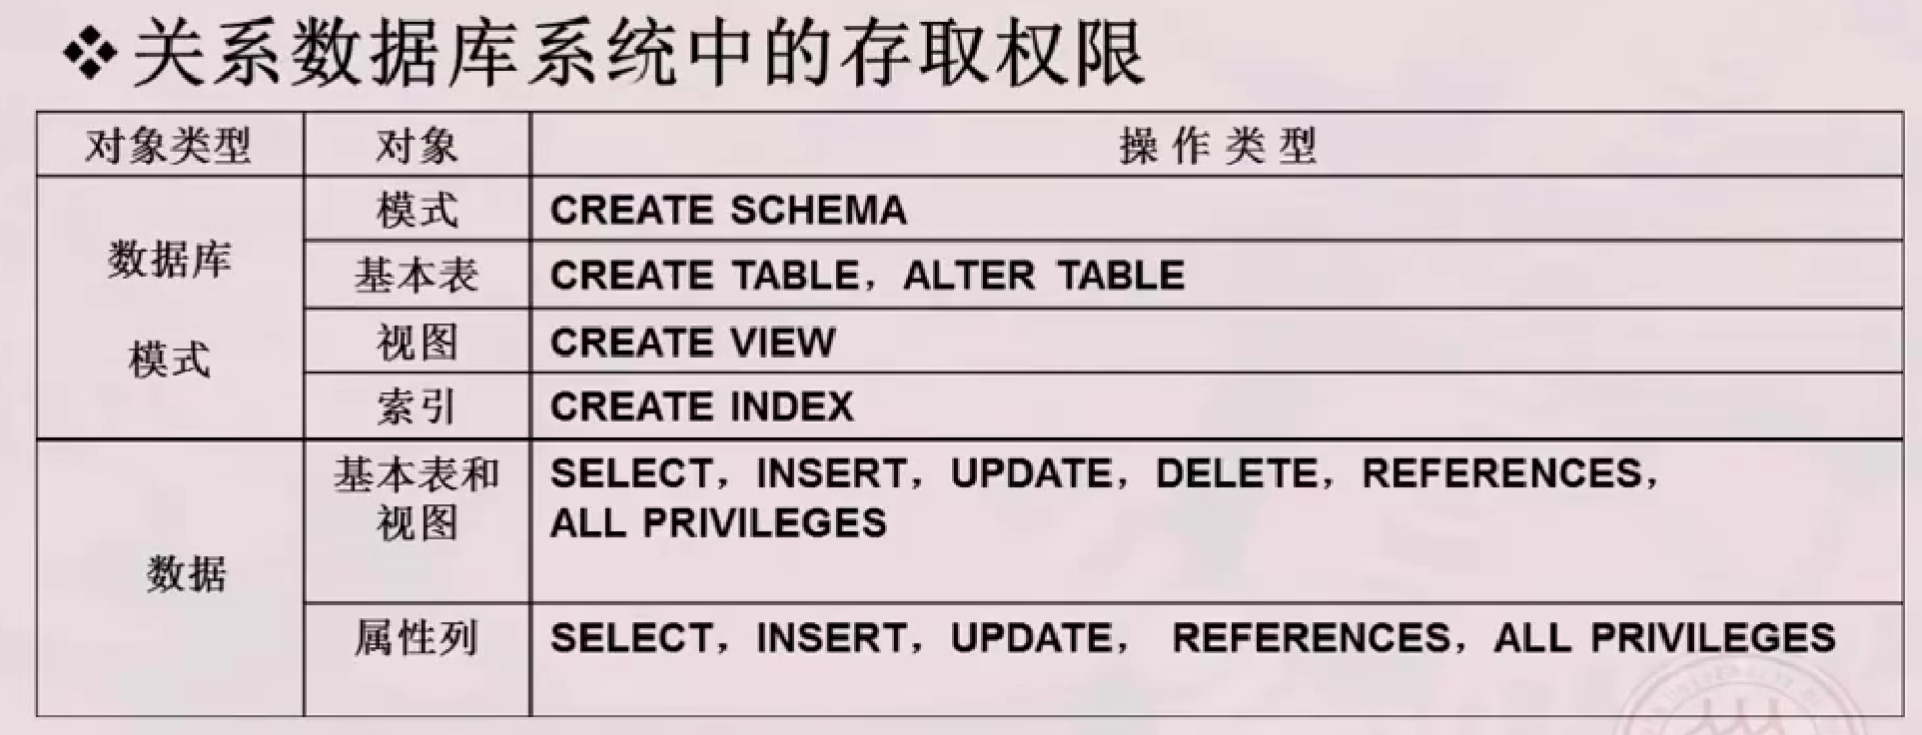 ❖关系数据库系统中的存取权限
对象类型 对象 操作类型
数据库
模式
模式 CREATE SCHEMA
基本表 CREATE TABLE，ALTER TABLE
视图 CREATE VIEW
索引 CREATE INDEX
数据
基本表和
视图
SELECT，INSERT，UPDATE，DELETE，REFERENCES，
ALL PRIVILEGES
属性列 SELECT，INSERT，UPDATE， REFERENCES，ALL PRIVILEGES